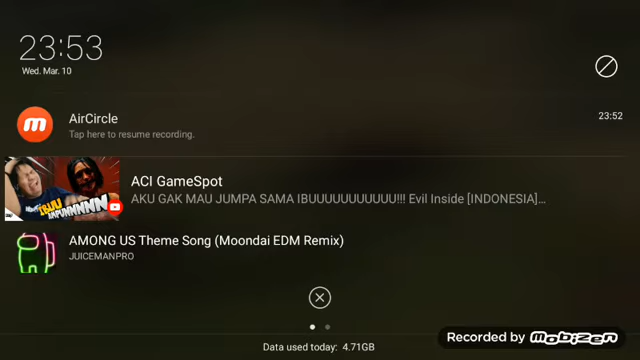 23:53
Wed. Mar. 10
AirCircle
23:52
Tap here to resume recording.
ACI GameSpot
AKU GAK MAU JUMPA SAMA IBUUUUUUUUUUU!!! Evil Inside [INDONESIA]...
AMONG US Theme Song (Moondai EDM Remix)
JUICEMANPRO
Data used today: 4.71GB
Recorded by Mobizen